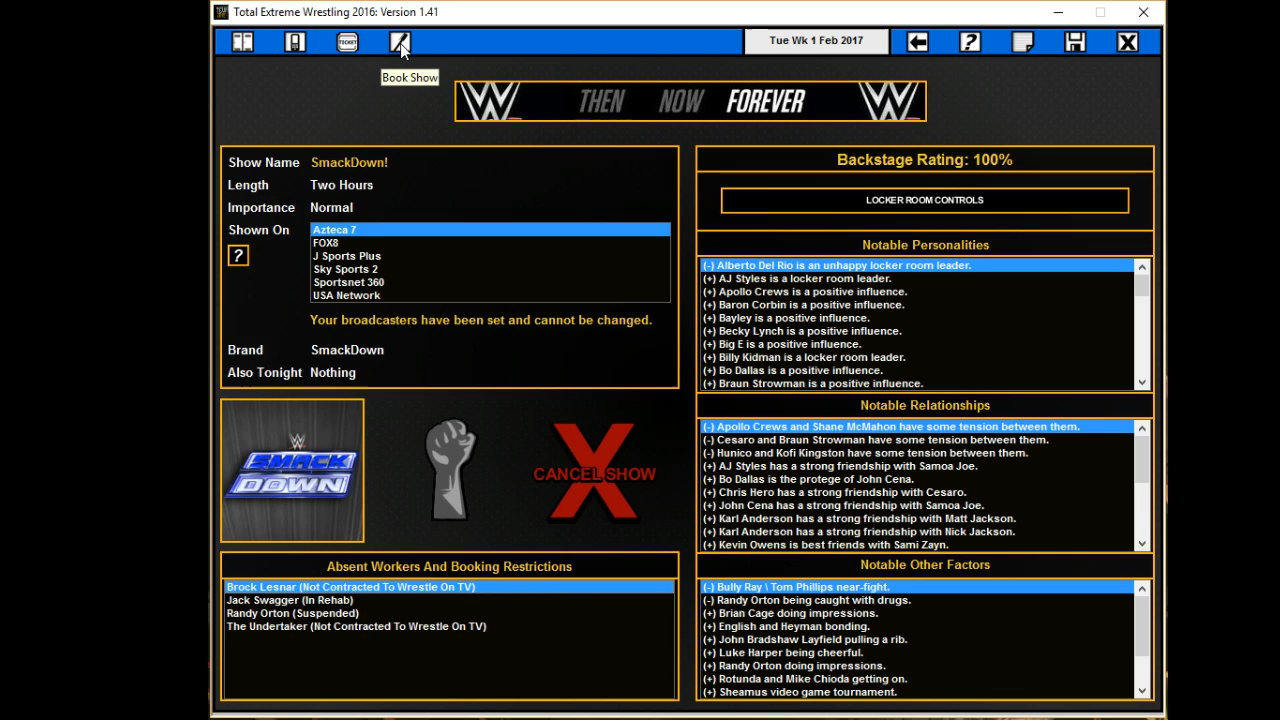 Total Extreme Wrestling 2016: Version 1.41
TICKET
Tue Wk 1 Feb 2017
?
Book Show
W THEN NOW FOREVER W
Show Name SmackDown!
Length Two Hours
Importance Normal
Shown On Azteca 7
?
FOX8
J Sports Plus
Sky Sports 2
Sportsnet 360
USA Network
Your broadcasters have been set and cannot be changed.
Brand SmackDown
Also Tonight Nothing
SMACK
DOWN
CANCEL SHOW
Absent Workers And Booking Restrictions
Brock Lesnar (Not Contracted To Wrestle On TV)
Jack Swagger (In Rehab)
Randy Orton (Suspended)
The Undertaker (Not Contracted To Wrestle On TV)
Backstage Rating: 100%
LOCKER ROOM CONTROLS
Notable Personalities
(-) Alberto Del Rio is an unhappy locker room leader.
(+) AJ Styles is a locker room leader.
(+) Apollo Crews is a positive influence.
(+) Baron Corbin is a positive influence.
(+) Bayley is a positive influence.
(+) Becky Lynch is a positive influence.
(+) Big E is a positive influence.
(+) Billy Kidman is a locker room leader.
(+) Bo Dallas is a positive influence.
(+) Braun Strowman is a positive influence.
Notable Relationships
(-) Apollo Crews and Shane McMahon have some tension between them.
(-) Cesaro and Braun Strowman have some tension between them.
(-) Hunico and Kofi Kingston have some tension between them.
(+) AJ Styles has a strong friendship with Samoa Joe.
(+) Bo Dallas is the protege of John Cena.
(+) Chris Hero has a strong friendship with Cesaro.
(+) John Cena has a strong friendship with Samoa Joe.
(+) Karl Anderson has a strong friendship with Matt Jackson.
(+) Karl Anderson has a strong friendship with Nick Jackson.
(+) Kevin Owens is best friends with Sami Zayn.
Notable Other Factors
(-) Bully Ray \ Tom Phillips near-fight.
(-) Randy Orton being caught with drugs.
(+) Brian Cage doing impressions.
(+) English and Heyman bonding.
(+) John Bradshaw Layfield pulling a rib.
(+) Luke Harper being cheerful.
(+) Randy Orton doing impressions.
(+) Rotunda and Mike Chioda getting on.
(+) Sheamus video game tournament.